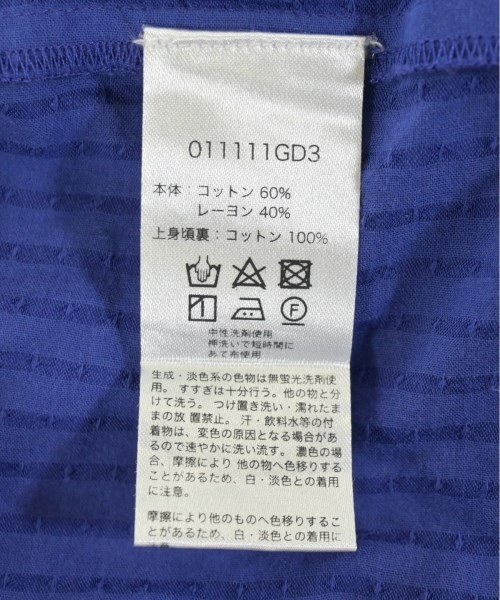 011111GD3
本体：コットン 60%
レーヨン 40%
上身頃裏：コットン 100%
F
中性洗剤使用
押洗いで短時間に
あて布使用
生成・淡色系の色物は無蛍光洗剤使
用。すすぎは十分行う。他の物と分
けて洗う。つけ置き洗い・濡れたま
まの放 置禁止。汗・飲料水等の付
着物は、変色の原因となる場合があ
るので速やかに洗い流す。濃色の場
合、摩擦により 他の物へ色移りする
ことがあるため、白・淡色との着用
に注意。
摩擦により他のものへ色移りするこ
とがあるため、白・淡色との着用に